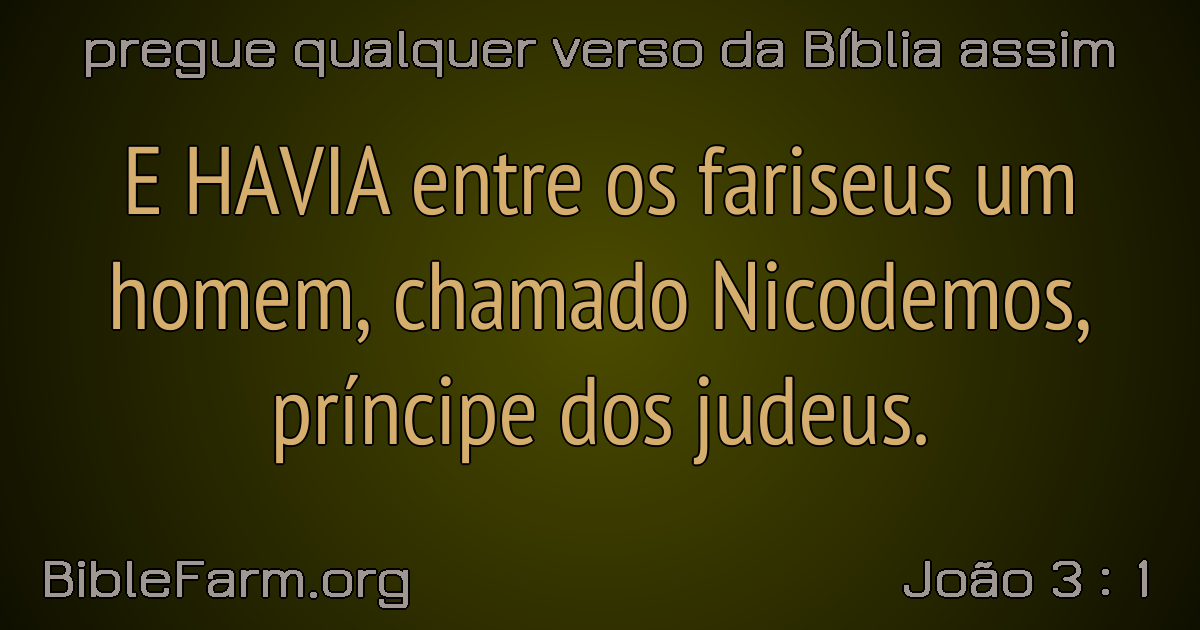 pregue qualquer verso da Bíblia assim
E HAVIA entre os fariseus um
homem, chamado Nicodemos,
príncipe dos judeus.
BibleFarm.org
João 3 : 1